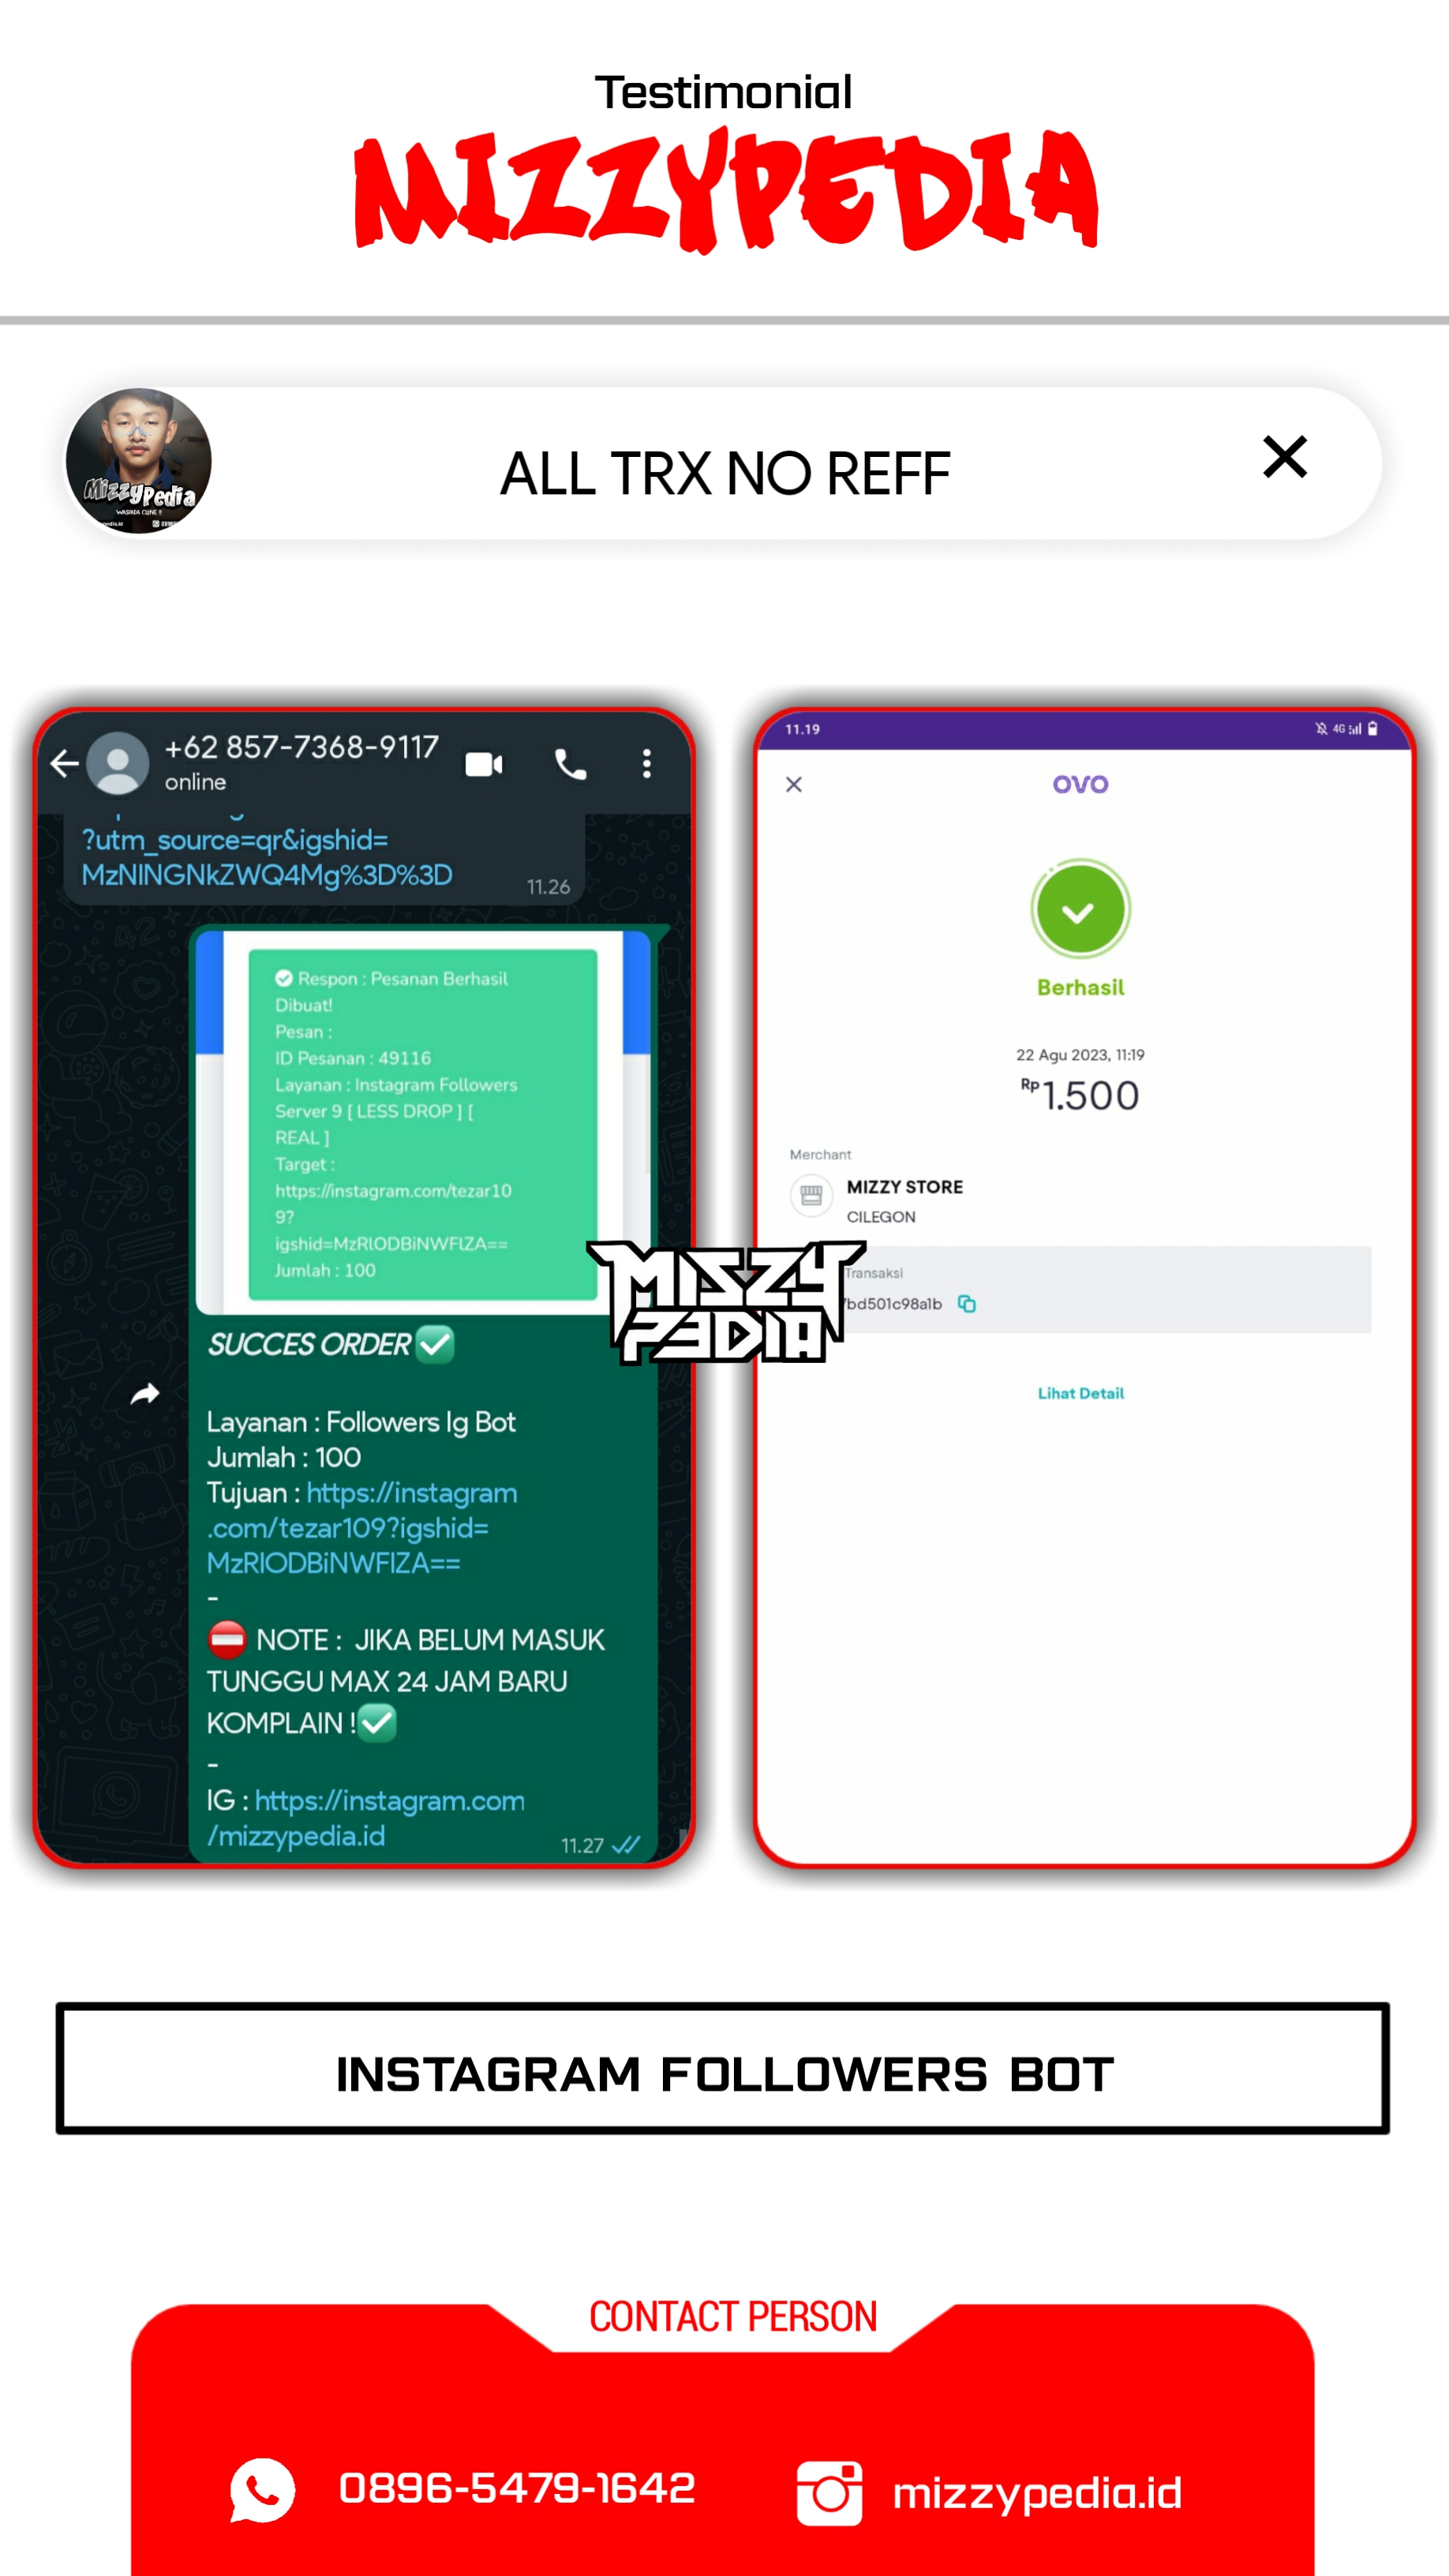 Testimonial
MIZZYPEDIA
MizzyPedia
ALL TRX NO REFF
+62 857-7368-9117
online
?utm_source=qr&igshid=
MzNlNGNkZWQ4Mg%3D%3D
11.26
Respon : Pesanan Berhasil
Dibuat!
Pesan :
ID Pesanan : 49116
Layanan : Instagram Followers
Server 9 [ LESS DROP ] [
REAL ]
Target :
https://instagram.com/tezar10
9?
igshid=MzRlODBiNWFlZA==
Jumlah : 100
SUCCES ORDER ✅
Layanan : Followers Ig Bot
Jumlah : 100
Tujuan : https://instagram
.com/tezar109?igshid=
MzRlODBiNWFlZA==
-
⛔ NOTE : JIKA BELUM MASUK
TUNGGU MAX 24 JAM BARU
KOMPLAIN !✅
-
IG : https://instagram.com
/mizzypedia.id
11.27
MIZZY
P3DIA
11.19
4G
OVO
Berhasil
22 Agu 2023, 11:19
Rp1.500
Merchant
MIZZY STORE
CILEGON
Transaksi
bd501c98a1b
Lihat Detail
INSTAGRAM FOLLOWERS BOT
CONTACT PERSON
0896-5479-1642
mizzypedia.id